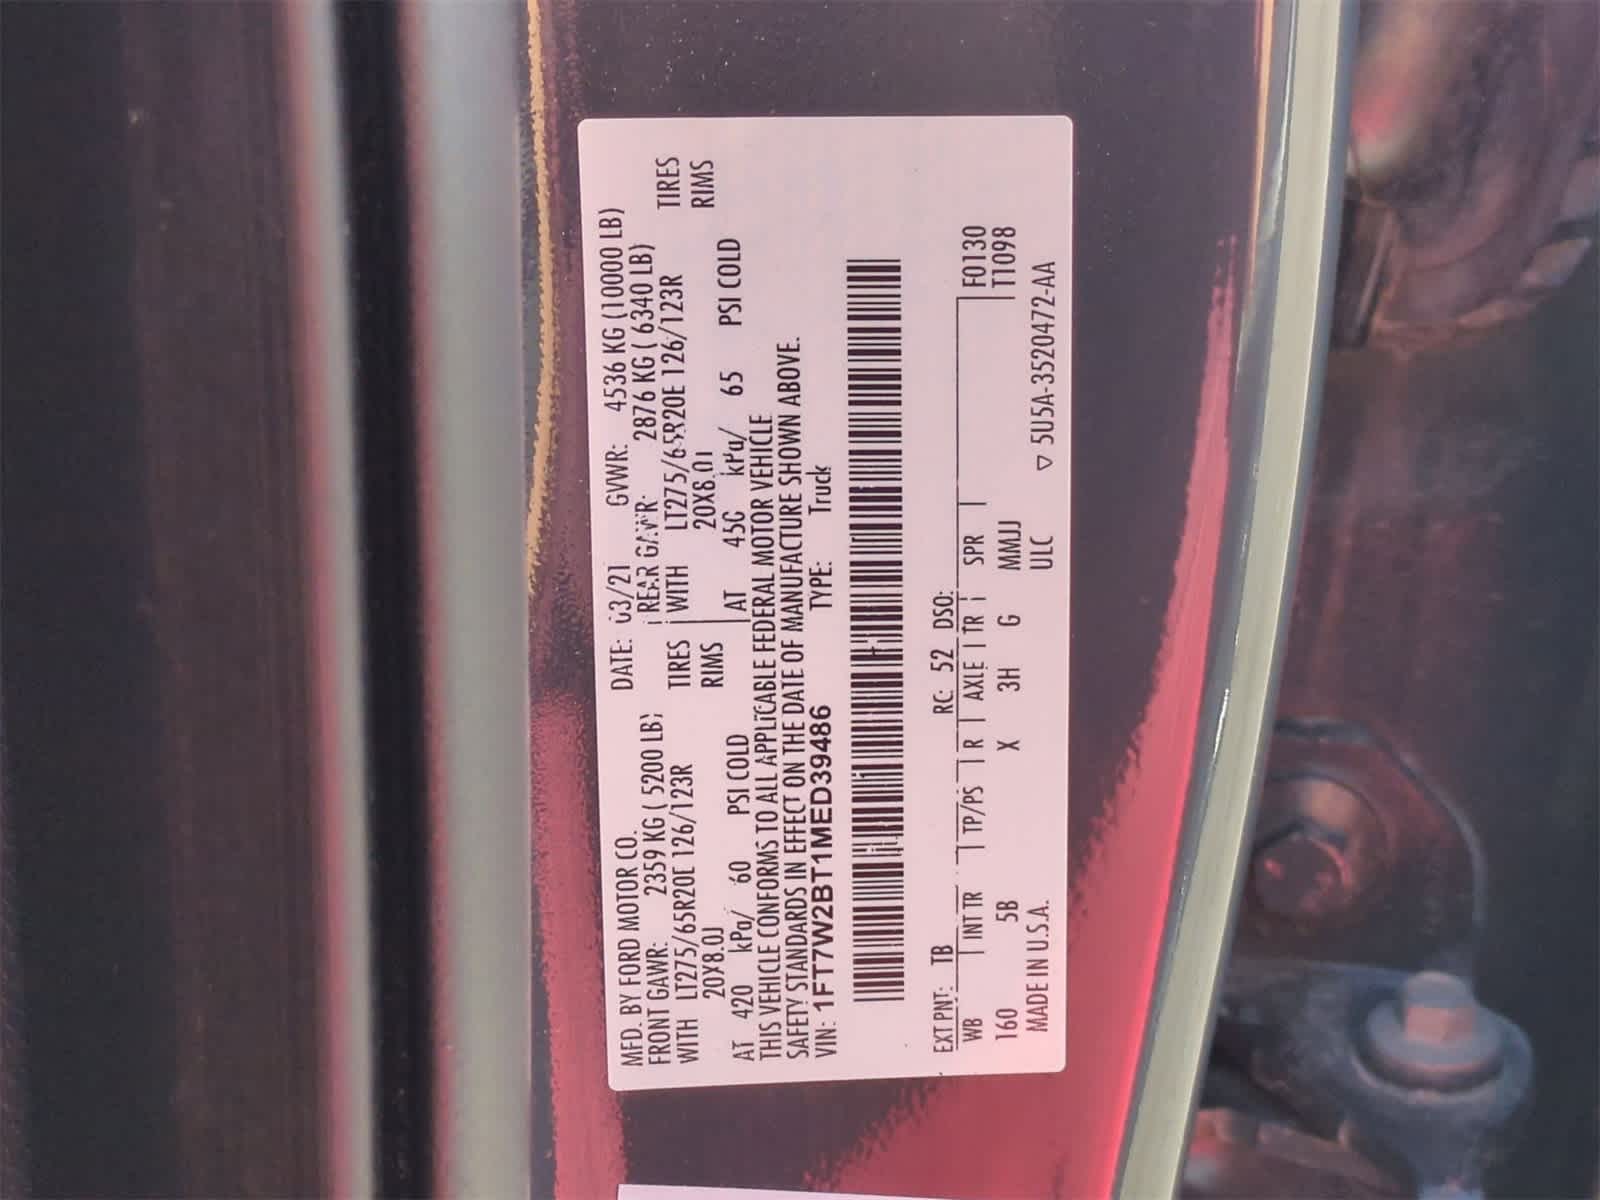 MFD. BY FORD MOTOR CO. DATE: 03/21 GVWR: 4536 KG (10000 LB)
FRONT GAWR: 2359 KG ( 5200 LB) REAR GAWR: 2876 KG ( 6340 LB)
WITH LT275/65R20E 126/123R TIRES WITH LT275/65R20E 126/123R TIRES
20X8.0J RIMS 20X8.0J RIMS
AT 420 kPa/ 60 PSI COLD AT 450 kPa/ 65 PSI COLD
THIS VEHICLE CONFORMS TO ALL APPLICABLE FEDERAL MOTOR VEHICLE
SAFETY STANDARDS IN EFFECT ON THE DATE OF MANUFACTURE SHOWN ABOVE.
VIN: 1FT7W2BT1MED39486 TYPE: Truck
EXT PNT: TB RC: 52 DSO:
WB | INT TR | TP/PS | R | AXLE | TR | SPR | F0130
160 5B X 3H G MMJJ T1098
MADE IN U.S.A. ULC ▽ 5U5A-3520472-AA